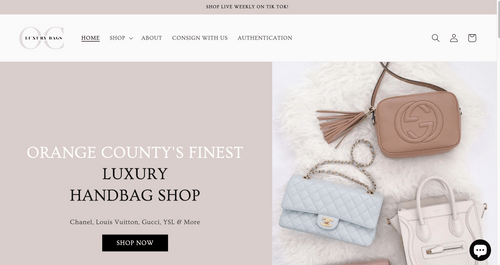 SHOP LIVE WEEKLY ON TIK TOK!
OC
LUXURY BAGS
HOME SHOP ABOUT CONSIGN WITH US AUTHENTICATION
ORANGE COUNTY'S FINEST
LUXURY
HANDBAG SHOP
Chanel, Louis Vuitton, Gucci, YSL & More
SHOP NOW